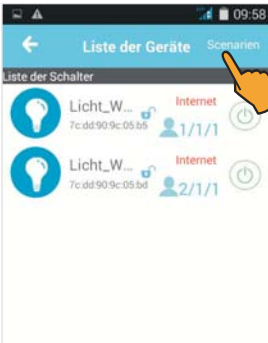 09:58
Liste der Geräte Scenarien
Liste der Schalter
Licht_W... Internet
7c:dd:90:9c:05:b5 1/1/1
Licht_W... Internet
7c:dd:90:9c:05:bd 2/1/1